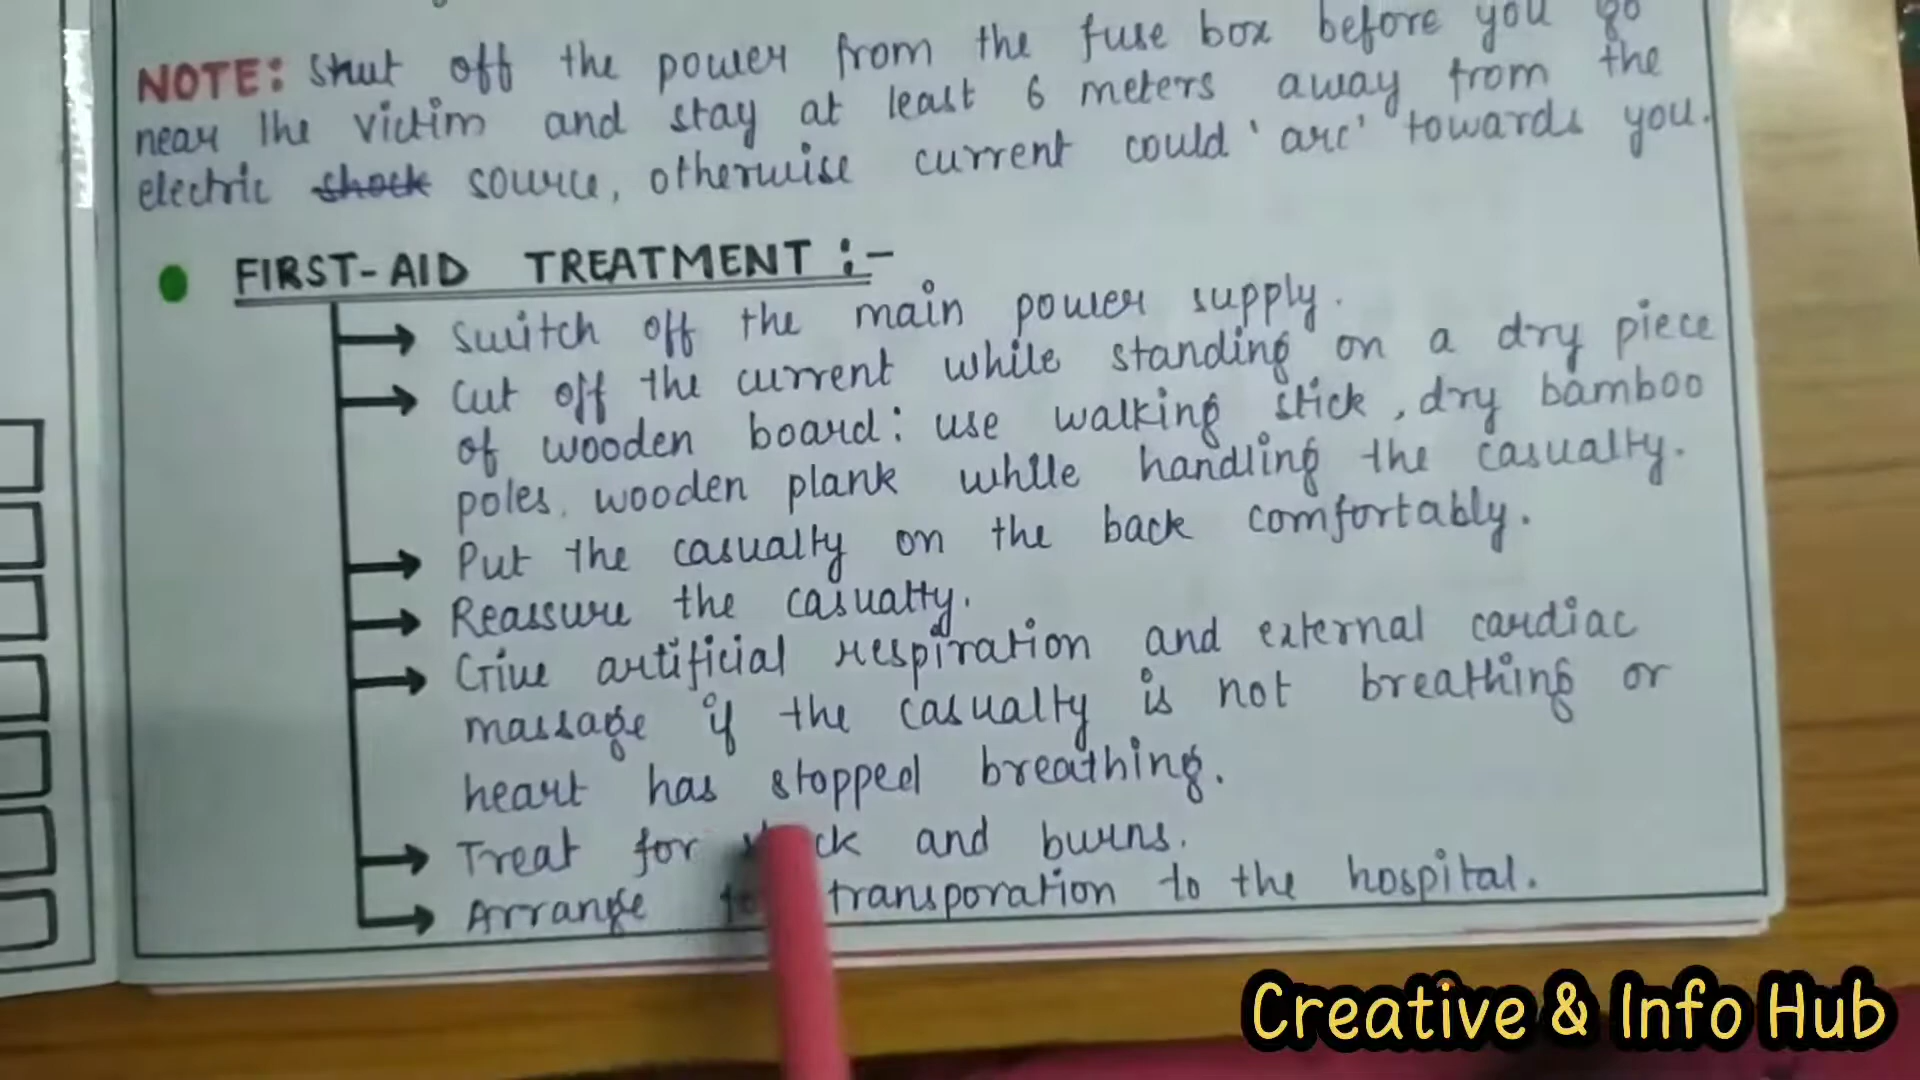 NOTE: Shut off the power from the fuse box before you go
near the victim and stay at least 6 meters away from the
electric shock source, otherwise current could 'arc' towards you.
FIRST-AID TREATMENT :-
Switch off the main power supply.
Cut off the current while standing on a dry piece
of wooden board: use walking stick, dry bamboo
poles, wooden plank while handling the casualty.
Put the casualty on the back comfortably.
Reassure the casualty.
Give artificial respiration and external cardiac
massage if the casualty is not breathing or
heart has stopped breathing.
Treat for and burns.
Arrange transporation to the hospital.
Creative & Info Hub